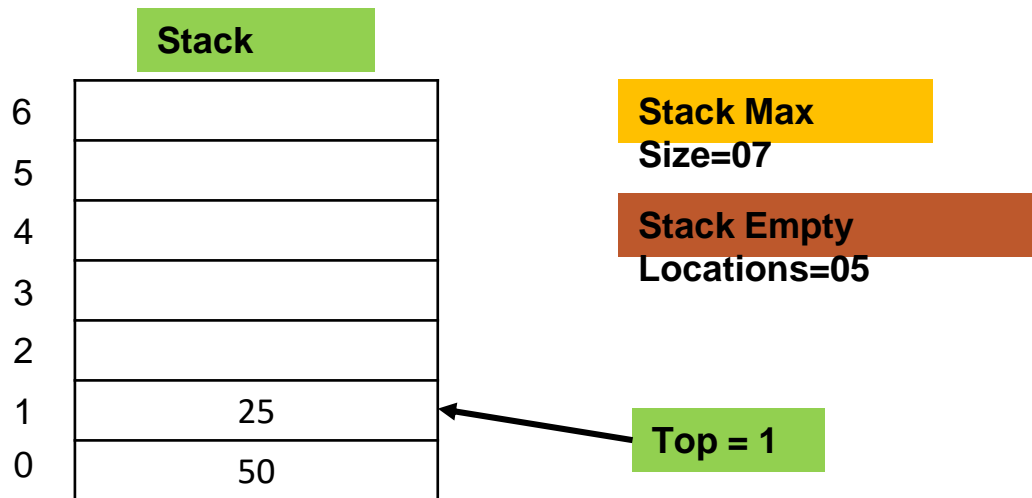 Stack
6
5
4
3
2
1 25
0 50
Stack Max
Size=07
Stack Empty
Locations=05
Top = 1